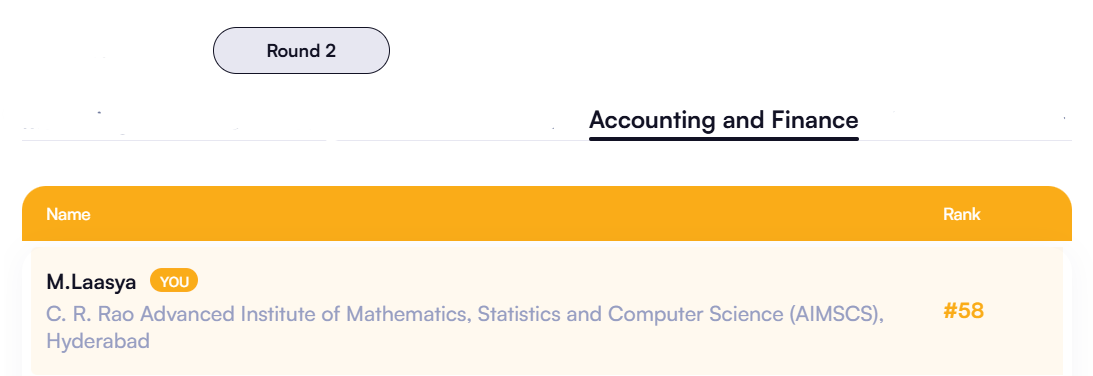 Round 2
Accounting and Finance
Name
Rank
M.Laasya YOU
C. R. Rao Advanced Institute of Mathematics, Statistics and Computer Science (AIMSCS),
Hyderabad
#58